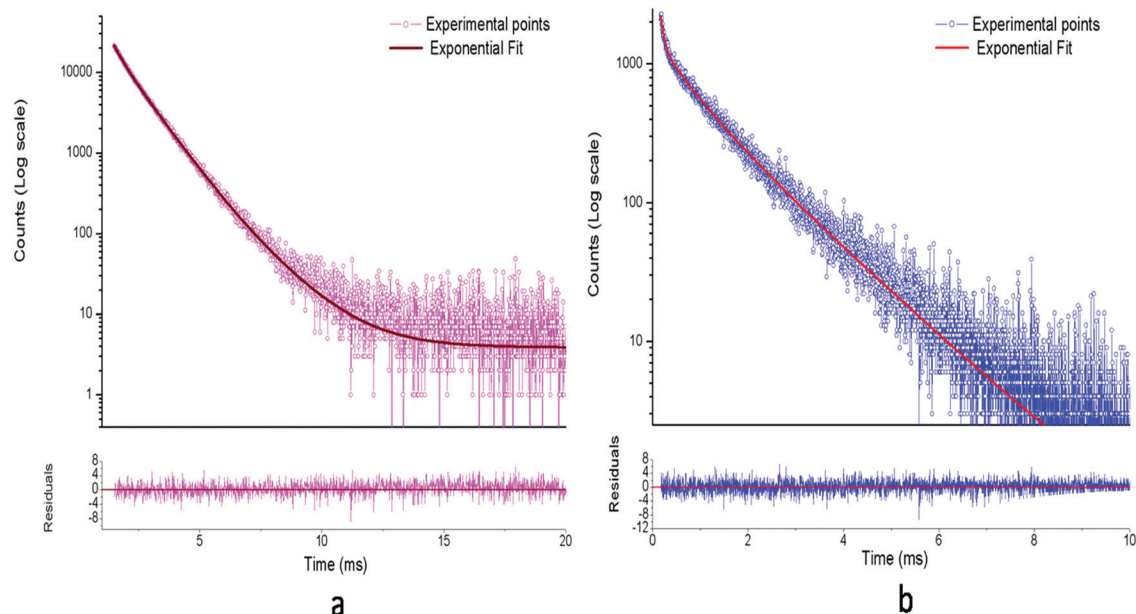 Experimental points
Exponential Fit
10000
1000
100
10
1
Counts (Log scale)
8
4
0
-4
-8
Residuals
5
10
15
20
Time (ms)
a
Experimental points
Exponential Fit
1000
100
10
Counts (Log scale)
8
4
0
-4
-8
-12
Residuals
0
2
4
6
8
10
Time (ms)
b